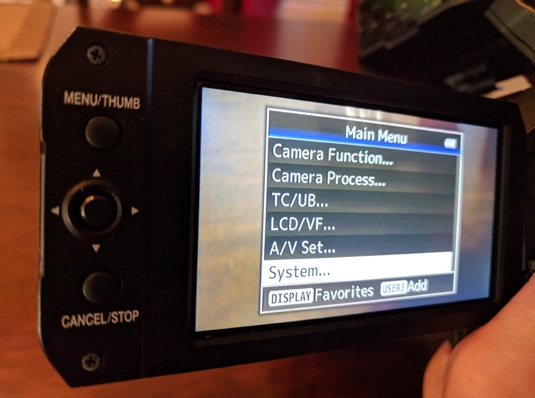 MENU/THUMB
CANCEL/STOP
Main Menu
Camera Function...
Camera Process...
TC/UB...
LCD/VF...
A/V Set...
System...
DISPLAY Favorites USER3 Add